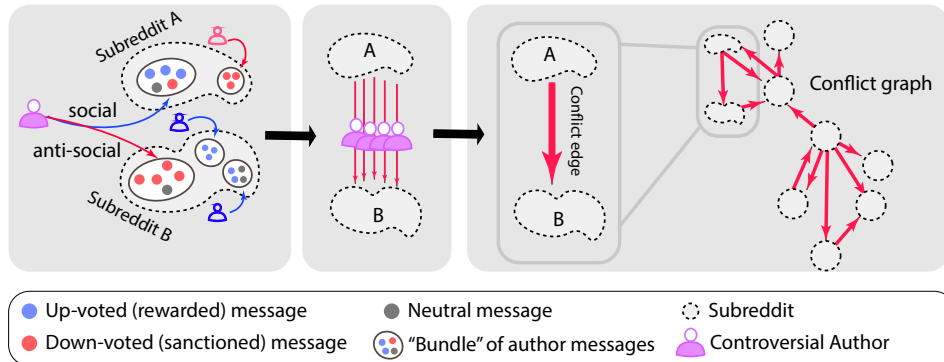 Subreddit A
social
anti-social
Subreddit B
A
B
A
Conflict edge
B
Conflict graph
Up-voted (rewarded) message
Neutral message
Subreddit
Down-voted (sanctioned) message
"Bundle" of author messages
Controversial Author